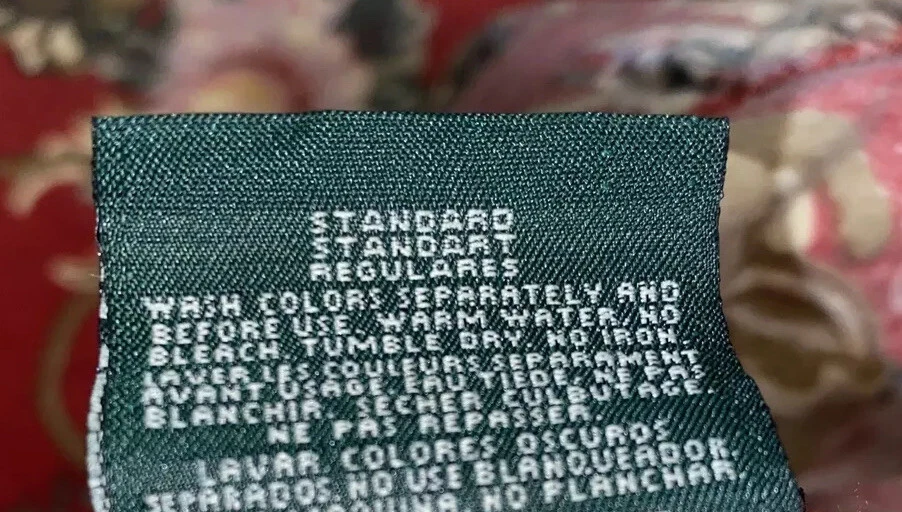 STANDARD
STANDART
REGULARES
WASH COLORS SEPARATELY AND
BEFORE USE. WARM WATER. NO
BLEACH TUMBLE DRY NO IRON
LAVER LES COULEURS SEPARAMENT
AVANT USAGE EAU TIEDE, NE PAS
BLANCHIR, SECHER CULBUTAGE
NE PAS REPASSER
LAVAR COLORES OSCUROS
SEPARADOS NO USE BLANQUEADOR
NO PLANCHAR